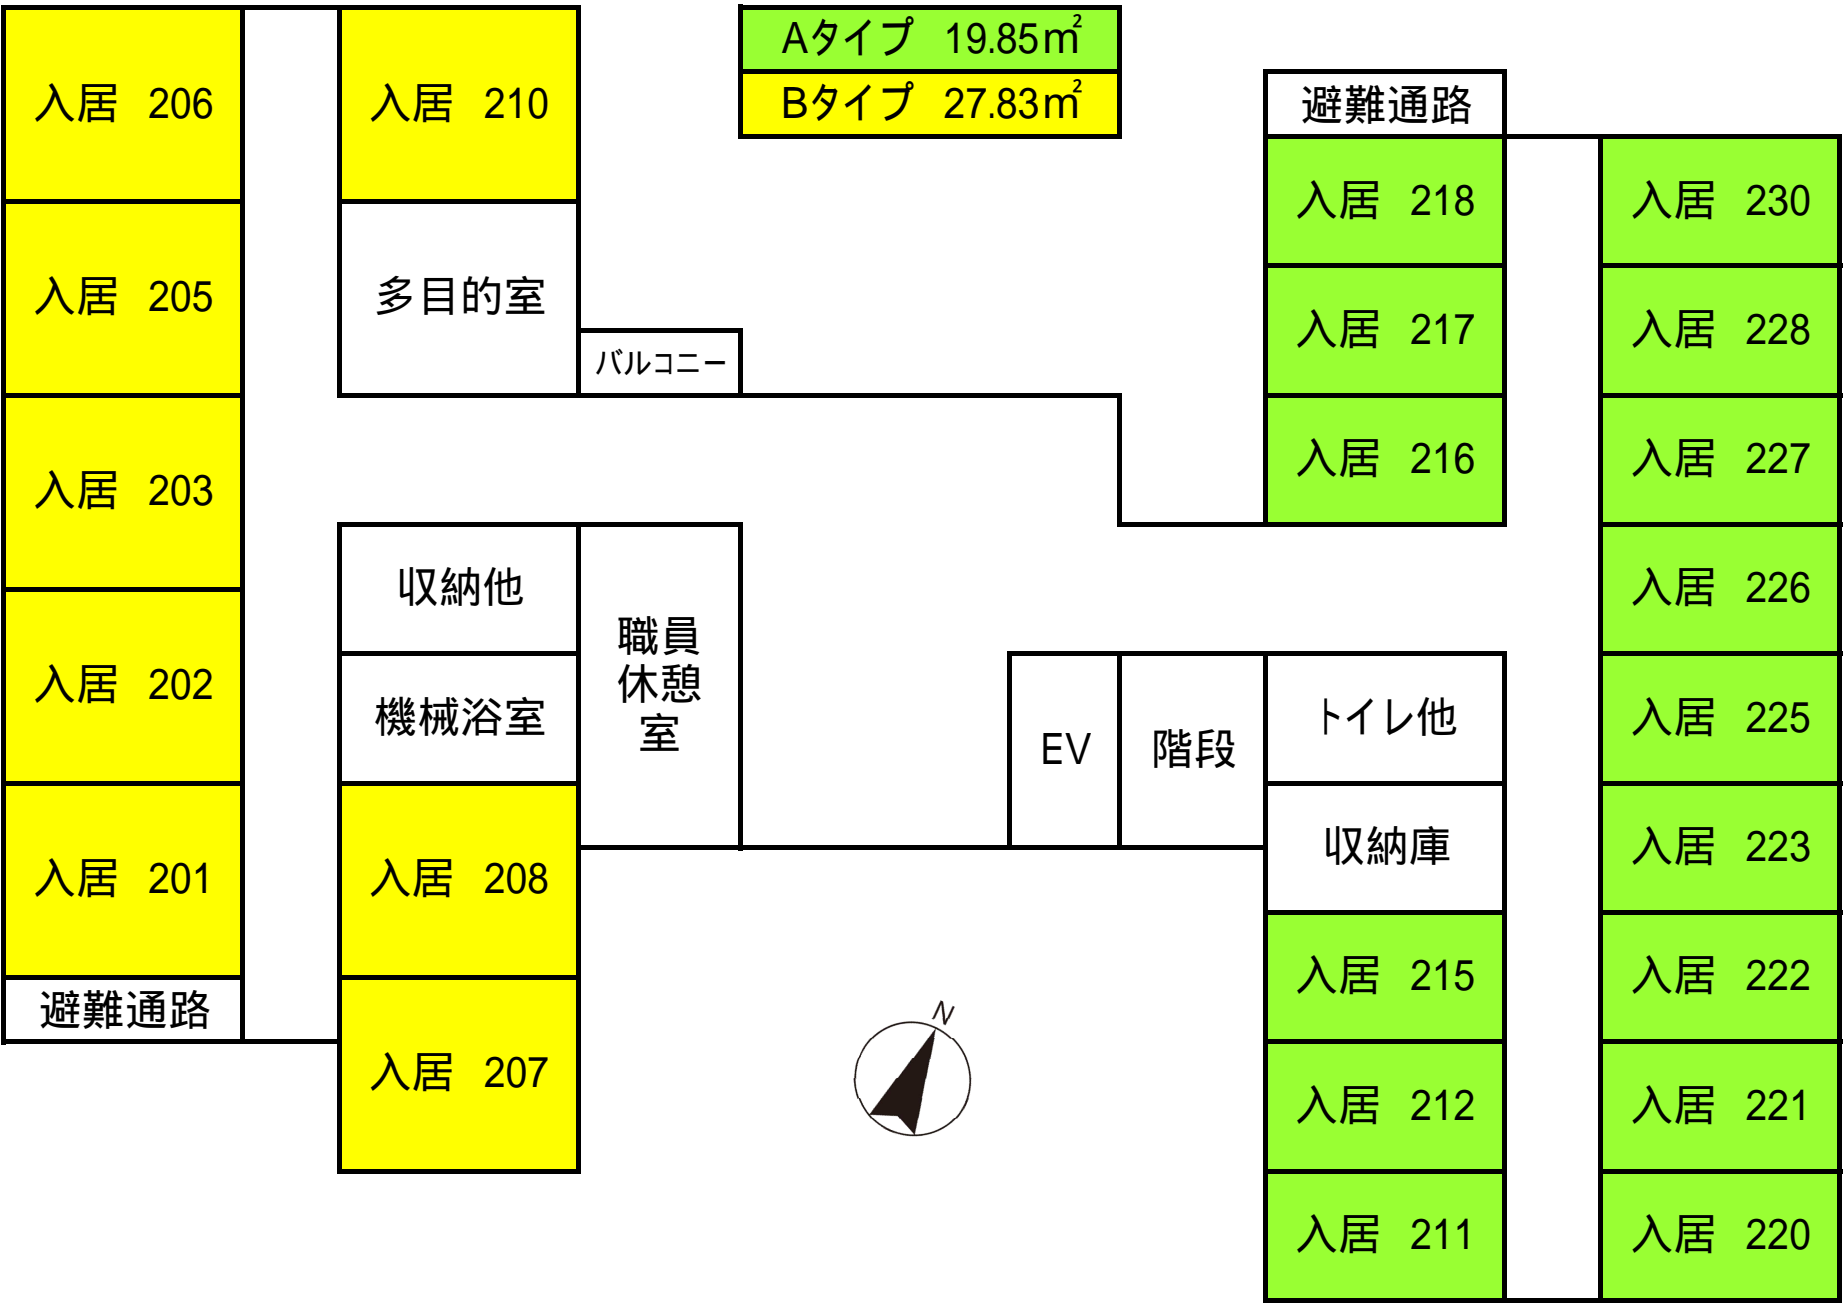 Aタイプ 19.85㎡
Bタイプ 27.83㎡
入居 206
入居 205
入居 203
入居 202
入居 201
避難通路
入居 210
多目的室
バルコニー
収納他
機械浴室
職員
休憩
室
入居 208
入居 207
EV
階段
N
避難通路
入居 218
入居 217
入居 216
トイレ他
収納庫
入居 215
入居 212
入居 211
入居 230
入居 228
入居 227
入居 226
入居 225
入居 223
入居 222
入居 221
入居 220